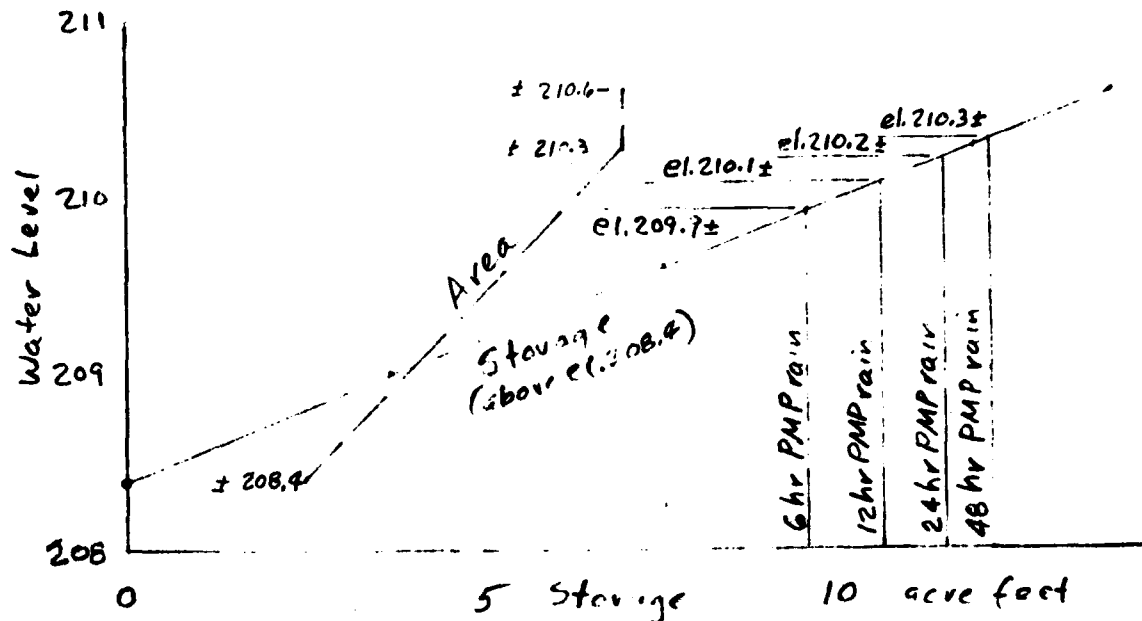 211
± 210.6
± 210.3
el. 210.3±
el. 210.2±
el. 210.1±
210
el. 209.7±
Water Level
Area
Storage
(above el. 208.4)
209
± 208.4
6 hr PMP rain
12 hr PMP rain
24 hr PMP rain
48 hr PMP rain
208
0
5 Storage 10 acre feet